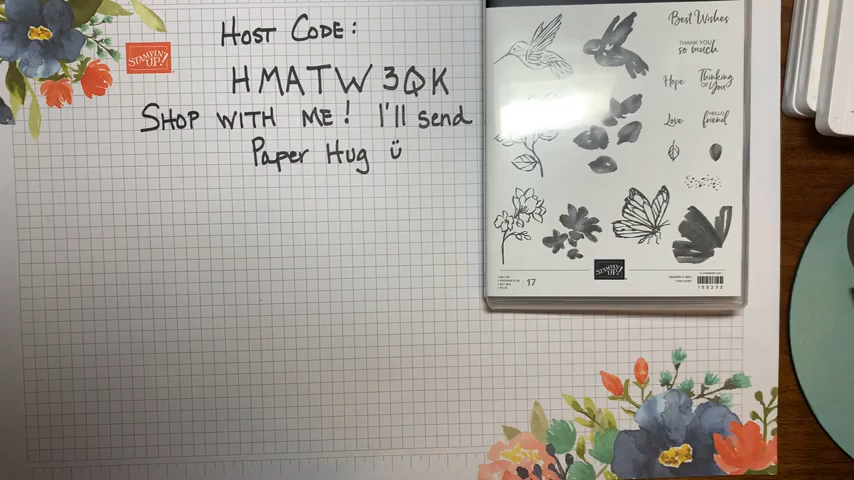 HOST CODE:
STAMPIN' UP!
HMATW3QK
SHOP WITH ME! I'll send
Paper Hug
Best Wishes
THANK YOU
so much
Hope
Thinking
of You
Love
HELLO
friend
STAMPIN' UP!
17